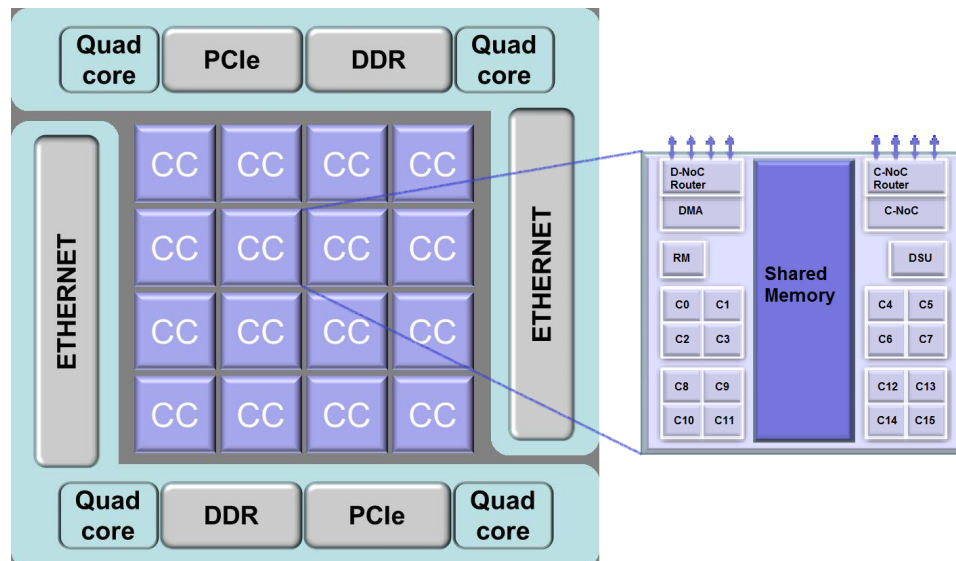 Quad core
PCIe
DDR
Quad core
ETHERNET
CC CC CC CC
CC CC CC CC
CC CC CC CC
CC CC CC CC
ETHERNET
Quad core
DDR
PCIe
Quad core
D-NoC
Router
DMA
RM
C0 C1
C2 C3
C8 C9
C10 C11
Shared
Memory
C-NoC
Router
C-NoC
DSU
C4 C5
C6 C7
C12 C13
C14 C15